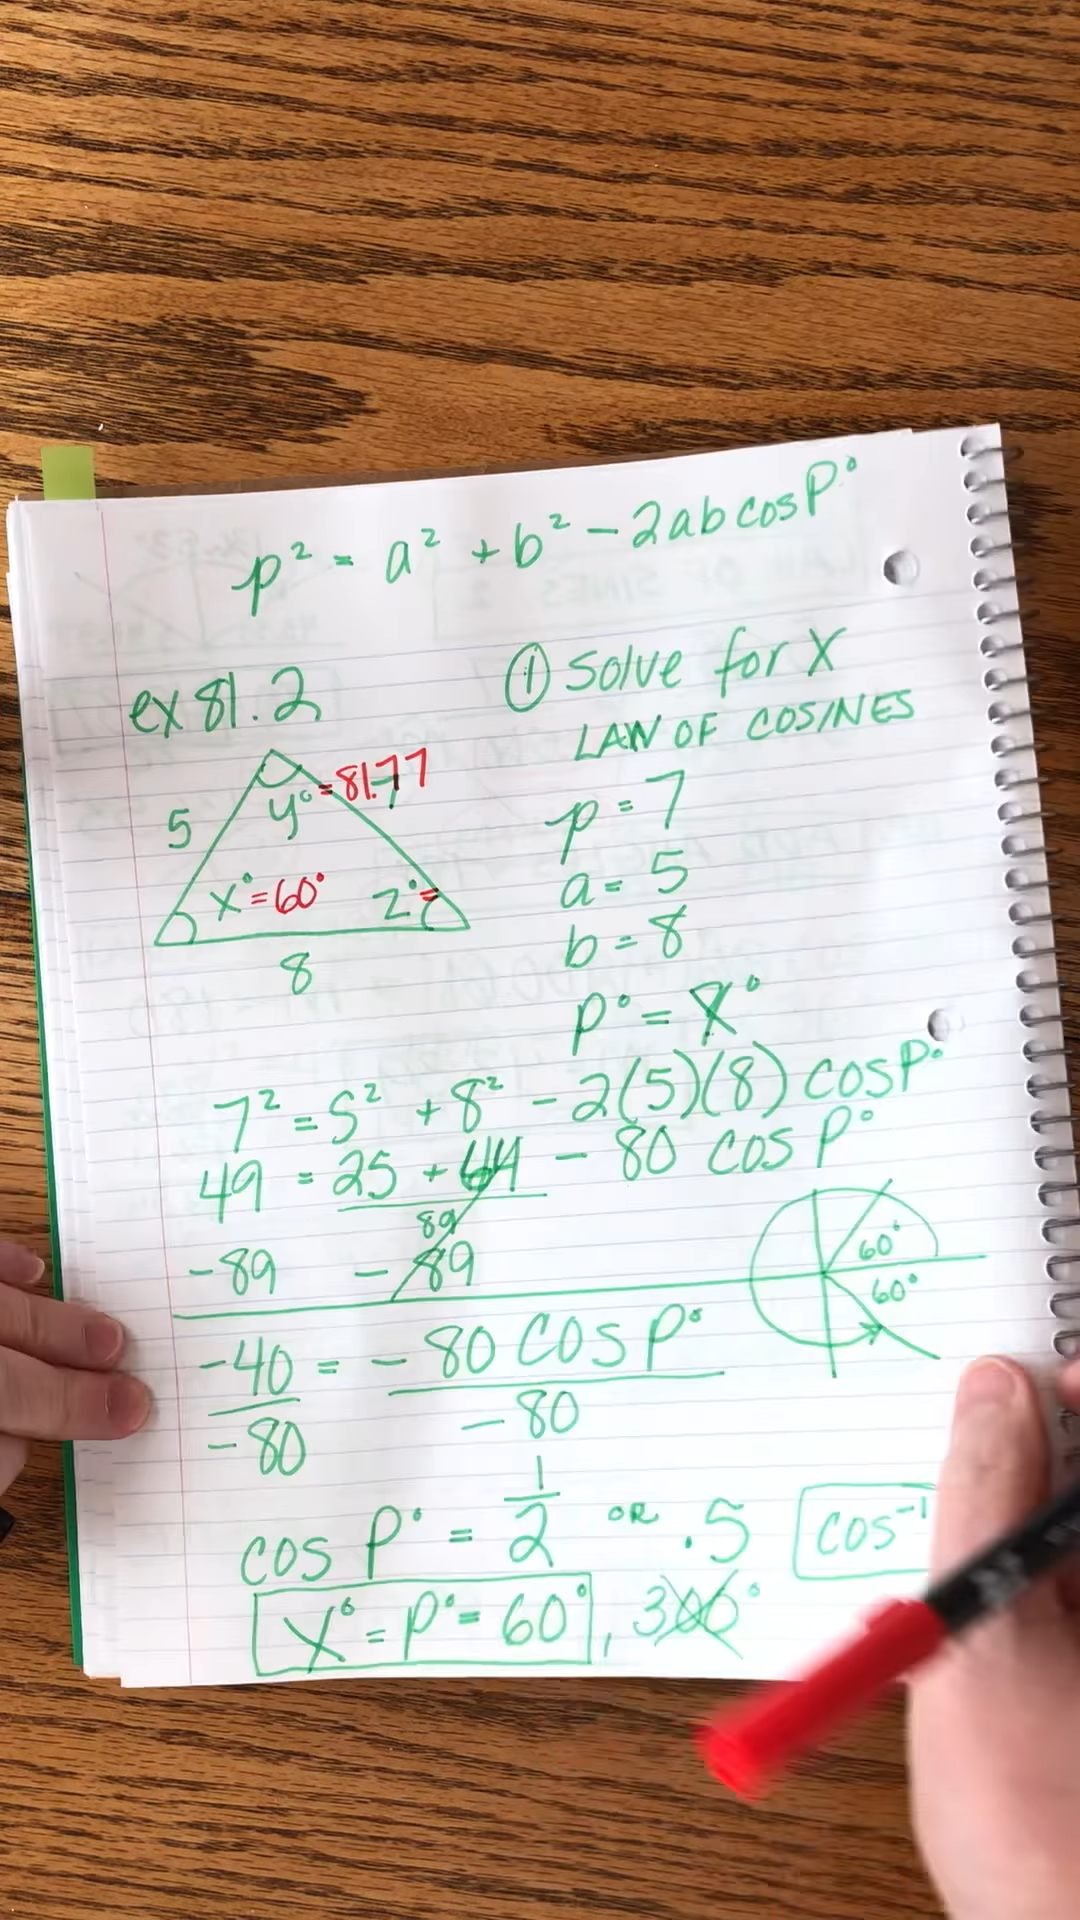 p² = a² + b² - 2ab cos P°
ex 81.2
① Solve for X
LAW OF COSINES
5
y° = 81.77
7
x° = 60°
z° =
8
p = 7
a = 5
b = 8
P° = X°
7² = 5² + 8² - 2(5)(8) cos P°
49 = 25 + 64 - 80 cos P°
89
-89 -89
60°
60°
-40 = -80 cos P°
-80 -80
cos P° = 1/2 OR .5
cos⁻¹
X° = P° = 60°, 300°